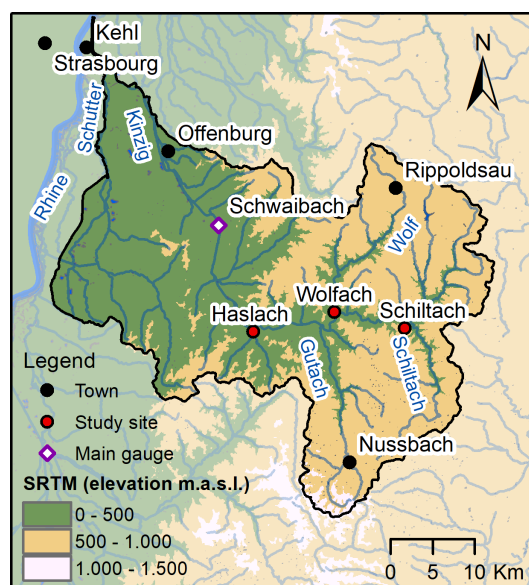 Kehl
Strasbourg
N
Schutter
Kinzig
Offenburg
Rhine
Rippoldsau
Schwaibach
Wolf
Wolfach
Haslach
Schiltach
Gutach
Schillach
Legend
Town
Study site
Main gauge
Nussbach
SRTM (elevation m.a.s.l.)
0 - 500
500 - 1.000
1.000 - 1.500
0 5 10 Km